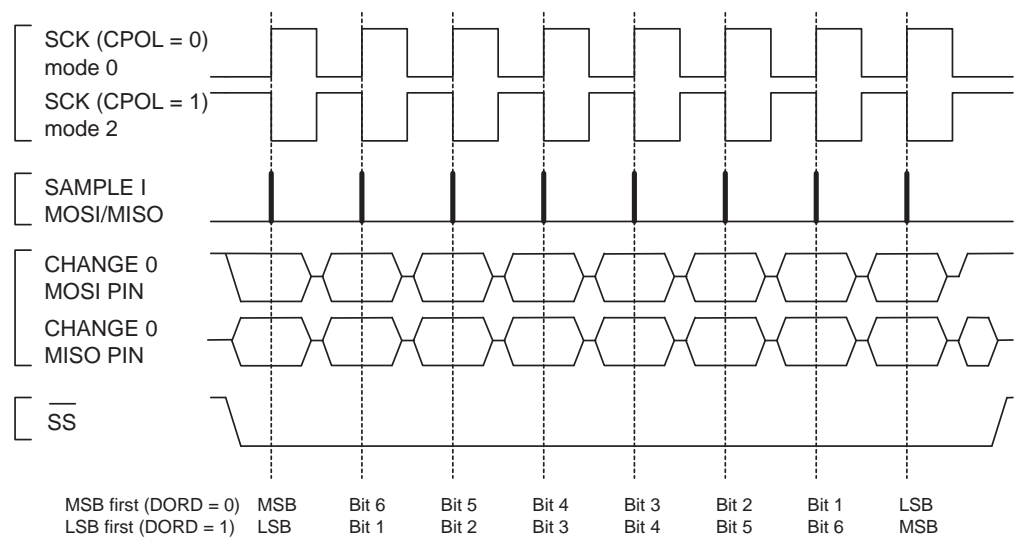 SCK (CPOL = 0)
mode 0
SCK (CPOL = 1)
mode 2
SAMPLE I
MOSI/MISO
CHANGE 0
MOSI PIN
CHANGE 0
MISO PIN
SS
MSB first (DORD = 0) MSB Bit 6 Bit 5 Bit 4 Bit 3 Bit 2 Bit 1 LSB
LSB first (DORD = 1) LSB Bit 1 Bit 2 Bit 3 Bit 4 Bit 5 Bit 6 MSB